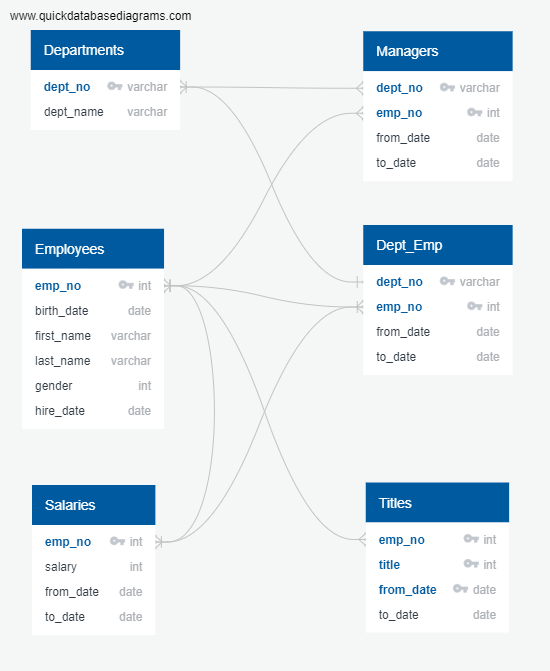 www.quickdatabasediagrams.com
Departments
dept_no varchar
dept_name varchar
Managers
dept_no varchar
emp_no int
from_date date
to_date date
Employees
emp_no int
birth_date date
first_name varchar
last_name varchar
gender int
hire_date date
Dept_Emp
dept_no varchar
emp_no int
from_date date
to_date date
Salaries
emp_no int
salary int
from_date date
to_date date
Titles
emp_no int
title int
from_date date
to_date date